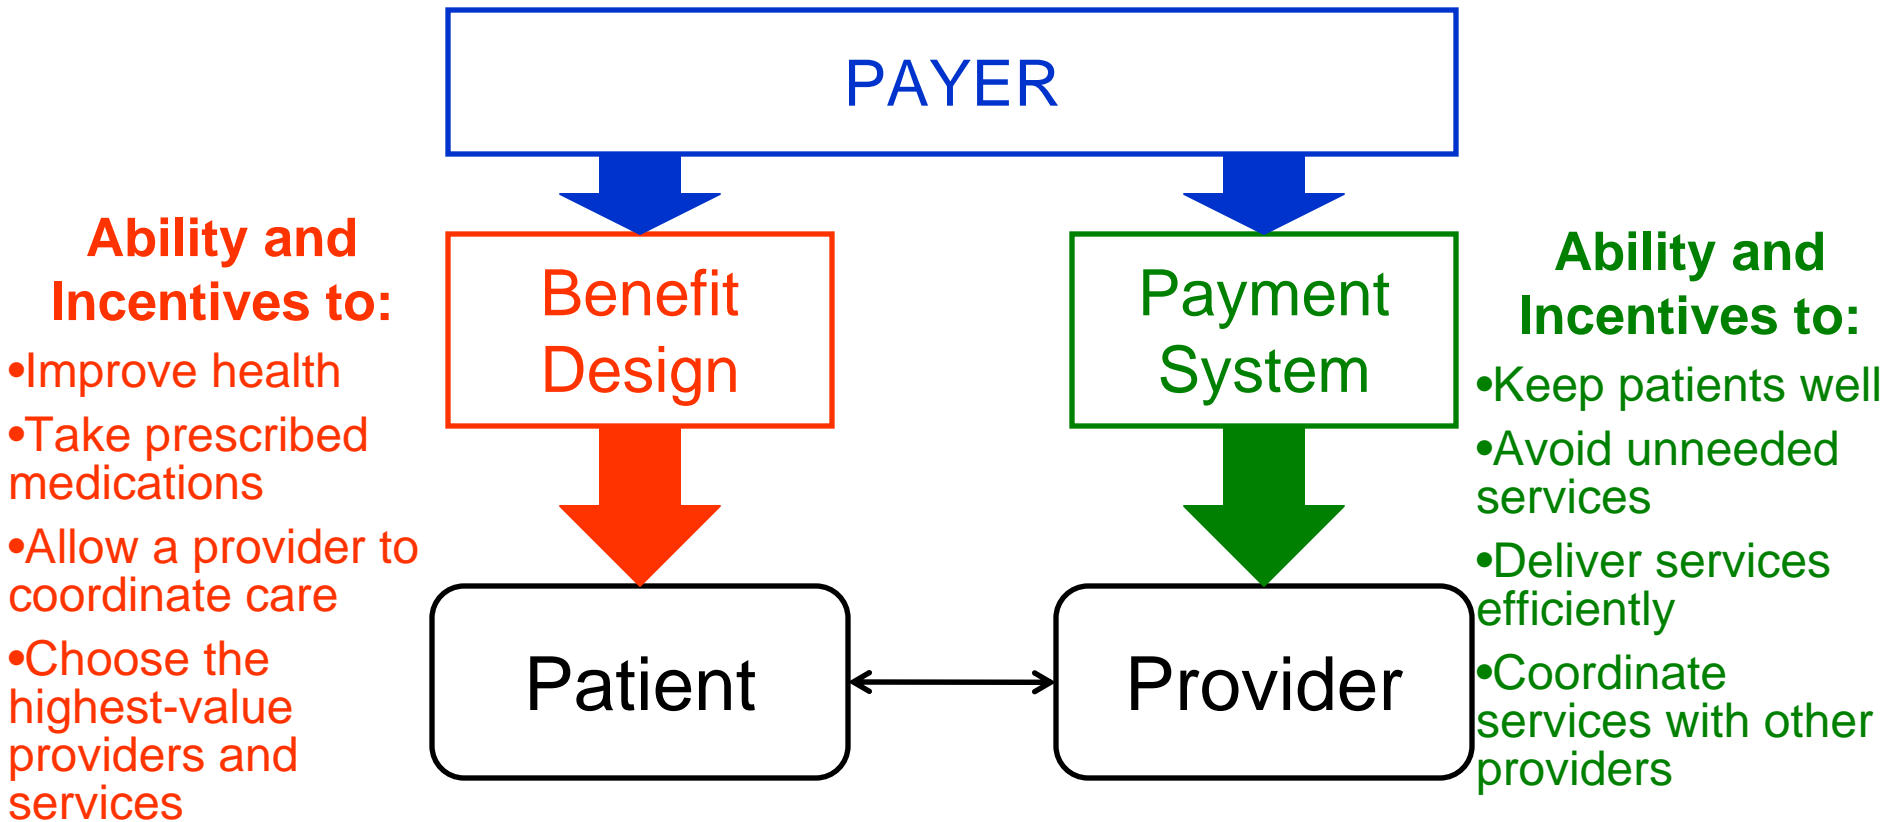 PAYER
Ability and
Incentives to:
•Improve health
•Take prescribed
medications
•Allow a provider to
coordinate care
•Choose the
highest-value
providers and
services
Benefit
Design
Payment
System
Patient
Provider
Ability and
Incentives to:
•Keep patients well
•Avoid unneeded
services
•Deliver services
efficiently
•Coordinate
services with other
providers